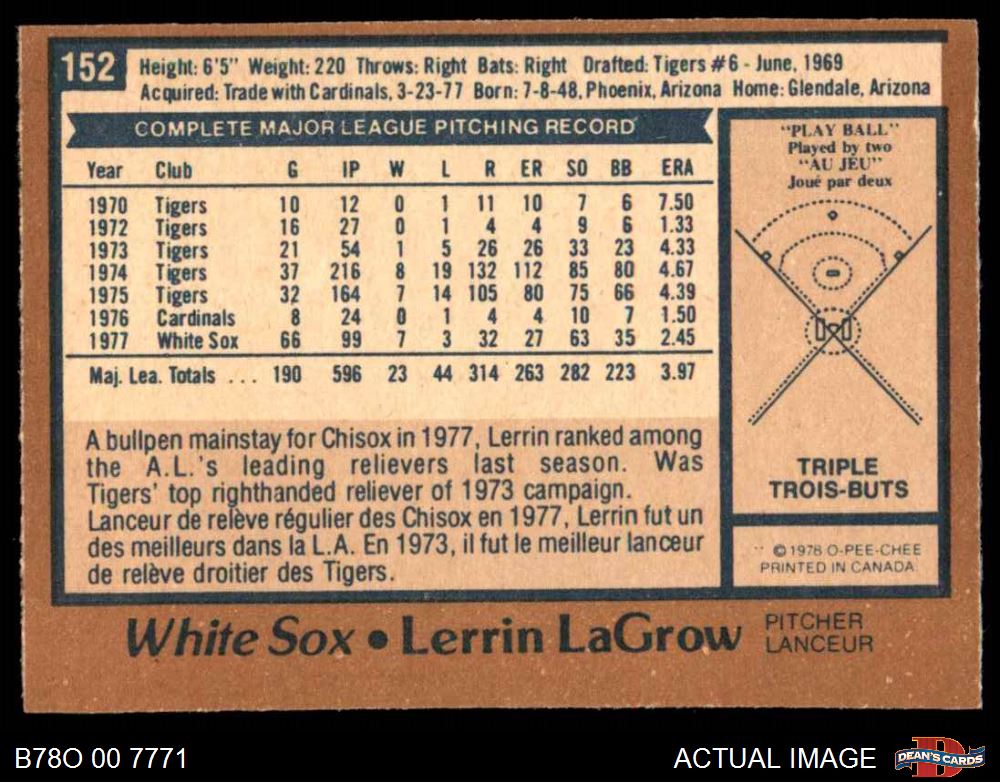 152
Height: 6'5" Weight: 220 Throws: Right Bats: Right Drafted: Tigers #6 - June, 1969
Acquired: Trade with Cardinals, 3-23-77 Born: 7-8-48, Phoenix, Arizona Home: Glendale, Arizona
COMPLETE MAJOR LEAGUE PITCHING RECORD
Year Club G IP W L R ER SO BB ERA
1970 Tigers 10 12 0 1 11 10 7 6 7.50
1972 Tigers 16 27 0 1 4 4 9 6 1.33
1973 Tigers 21 54 1 5 26 26 33 23 4.33
1974 Tigers 37 216 8 19 132 112 85 80 4.67
1975 Tigers 32 164 7 14 105 80 75 66 4.39
1976 Cardinals 8 24 0 1 4 4 10 7 1.50
1977 White Sox 66 99 7 3 32 27 63 35 2.45
Maj. Lea. Totals ... 190 596 23 44 314 263 282 223 3.97
A bullpen mainstay for Chisox in 1977, Lerrin ranked among
the A.L.'s leading relievers last season. Was
Tigers' top righthanded reliever of 1973 campaign.
Lanceur de relève régulier des Chisox en 1977, Lerrin fut un
des meilleurs dans la L.A. En 1973, il fut le meilleur lanceur
de relève droitier des Tigers.
"PLAY BALL"
Played by two
"AU JEU"
Joué par deux
TRIPLE
TROIS-BUTS
© 1978 O-PEE-CHEE
PRINTED IN CANADA
White Sox • Lerrin LaGrow
PITCHER
LANCEUR
B78O 00 7771
ACTUAL IMAGE
D
DEAN'S CARDS